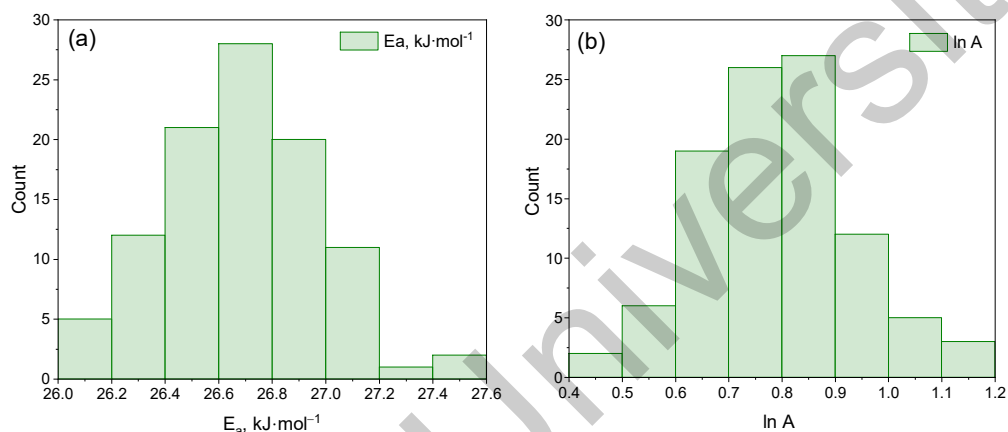 (a)
Ea, kJ·mol⁻¹
30
25
20
15
10
5
0
Count
26.0 26.2 26.4 26.6 26.8 27.0 27.2 27.4 27.6
Eₐ, kJ·mol⁻¹
(b)
ln A
30
25
20
15
10
5
0
Count
0.4 0.5 0.6 0.7 0.8 0.9 1.0 1.1 1.2
ln A
Universit